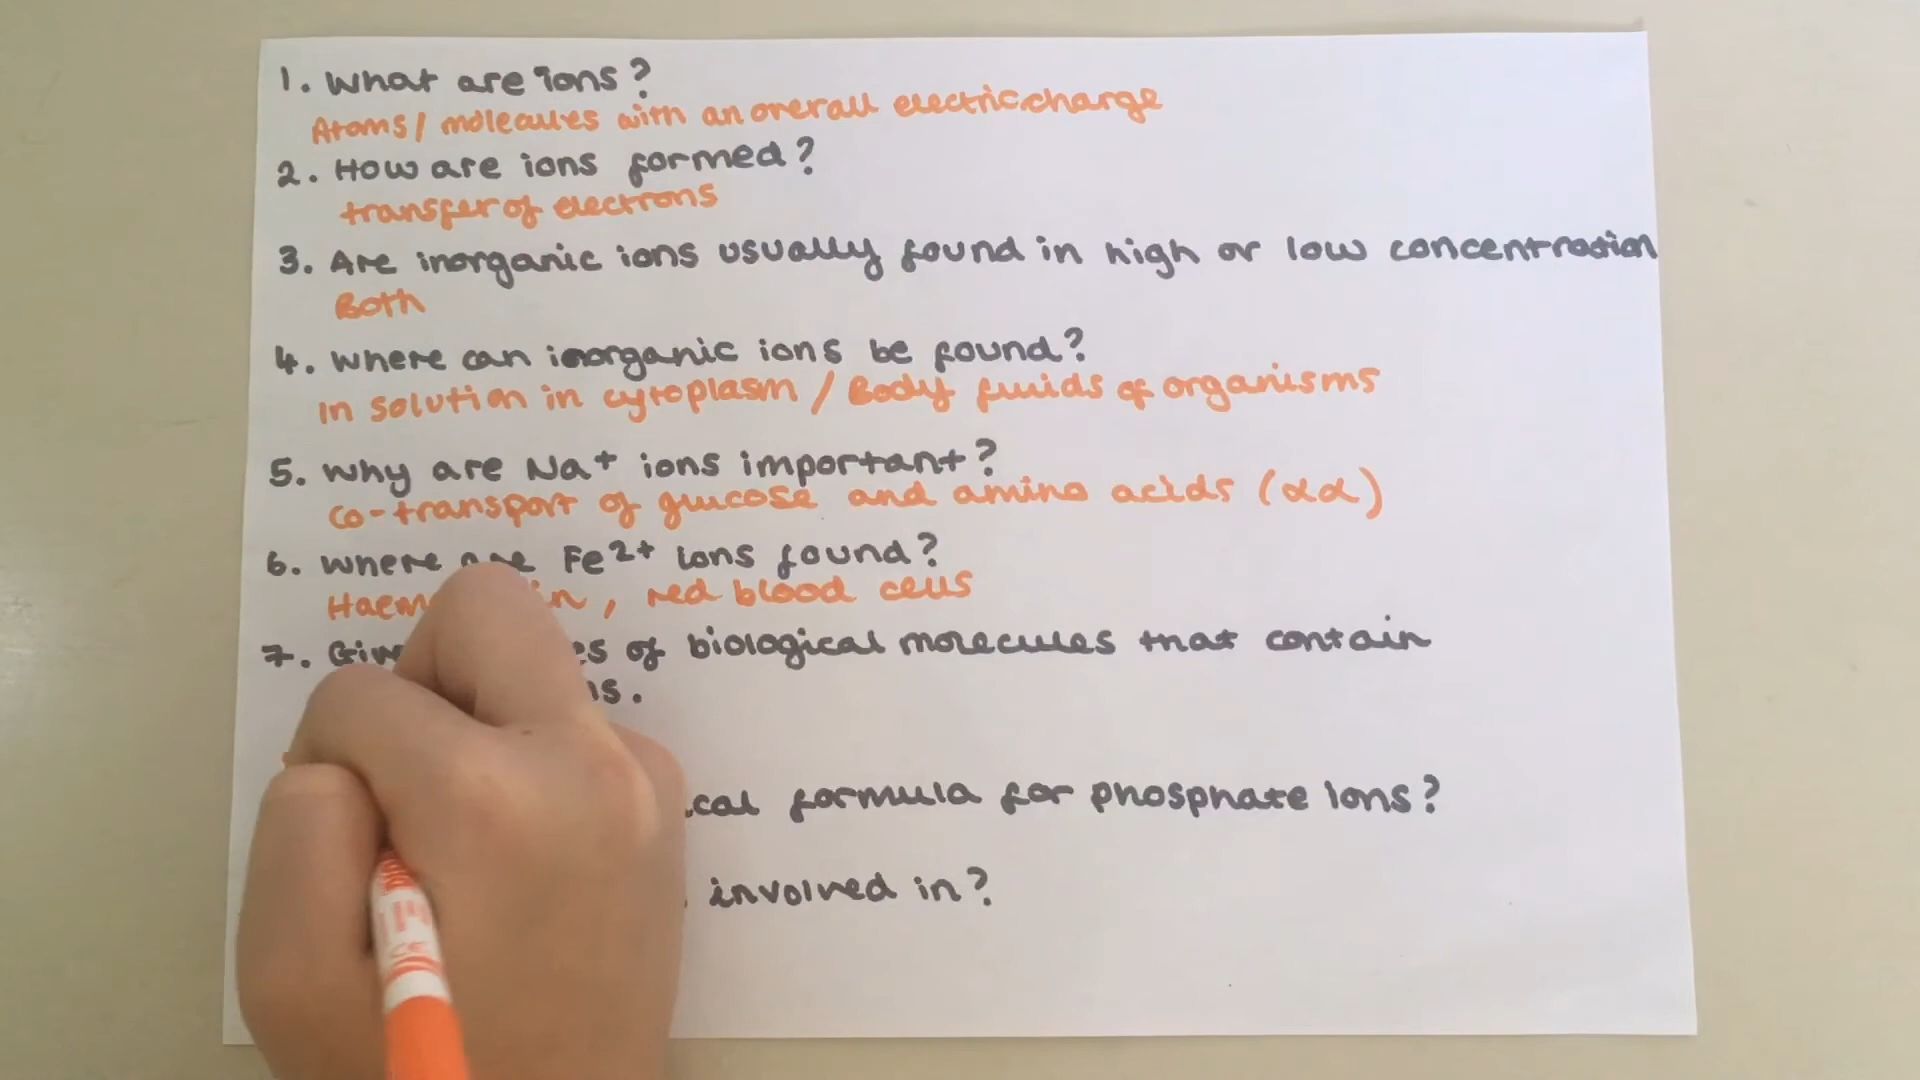 1. What are ions?
Atoms/ molecules with an overall electric charge
2. How are ions formed?
transfer of electrons
3. Are inorganic ions usually found in high or low concentration
Both
4. Where can inorganic ions be found?
In solution in cytoplasm / Body fluids of organisms
5. Why are Na+ ions important?
Co-transport of glucose and amino acids (αα)
6. Where are Fe2+ ions found?
, red blood cells
7. of biological molecules that contain
formula for phosphate ions?
involved in?